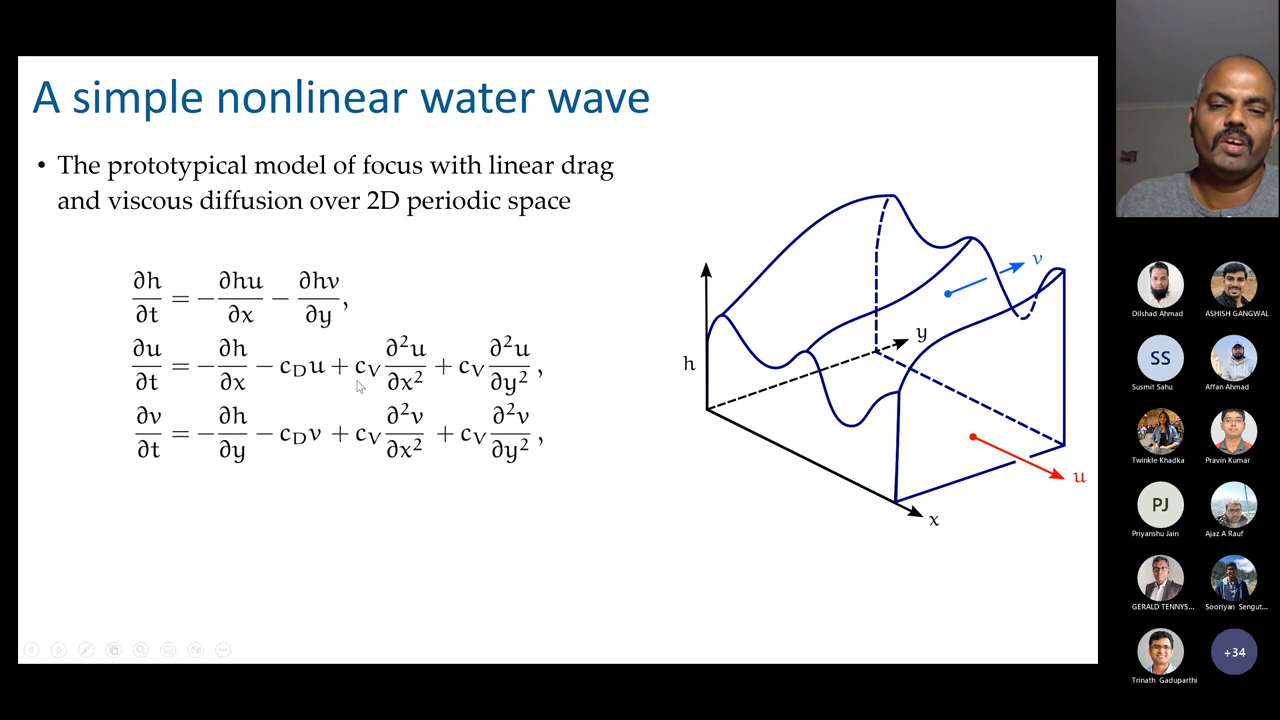 A simple nonlinear water wave
• The prototypical model of focus with linear drag
and viscous diffusion over 2D periodic space
∂h/∂t = −∂hu/∂x − ∂hv/∂y,
∂u/∂t = −∂h/∂x − c_D u + c_V ∂²u/∂x² + c_V ∂²u/∂y²,
∂v/∂t = −∂h/∂y − c_D v + c_V ∂²v/∂x² + c_V ∂²v/∂y²,
h
y
v
x
u
Dilshad Ahmad
ASHISH GANGWAL
SS
Susmit Sahu
Affan Ahmad
Twinkle Khadka
Pravin Kumar
PJ
Priyanshu Jain
Ajaz A Rauf
GERALD TENNYS...
Sooriyan Sengut...
Trinath Gaduparthi
+34